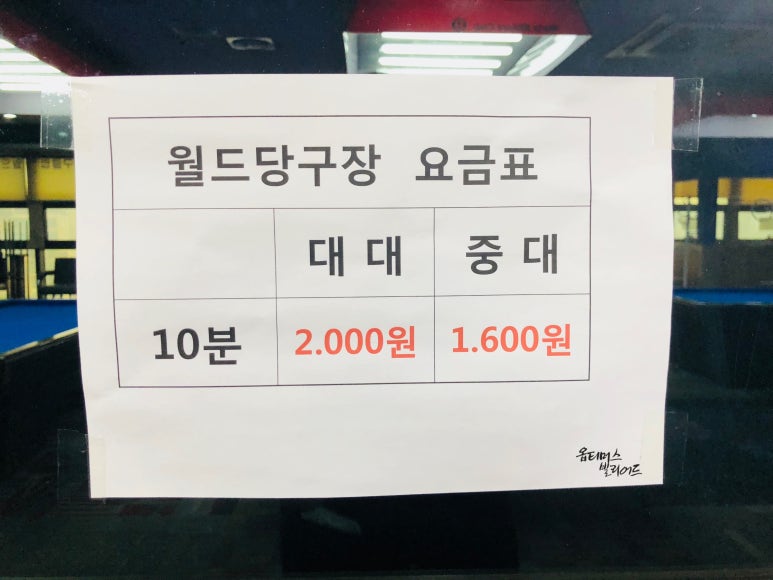 월드당구장 요금표
대대 중대
10분 2.000원 1.600원
옵티머스
빌리어드